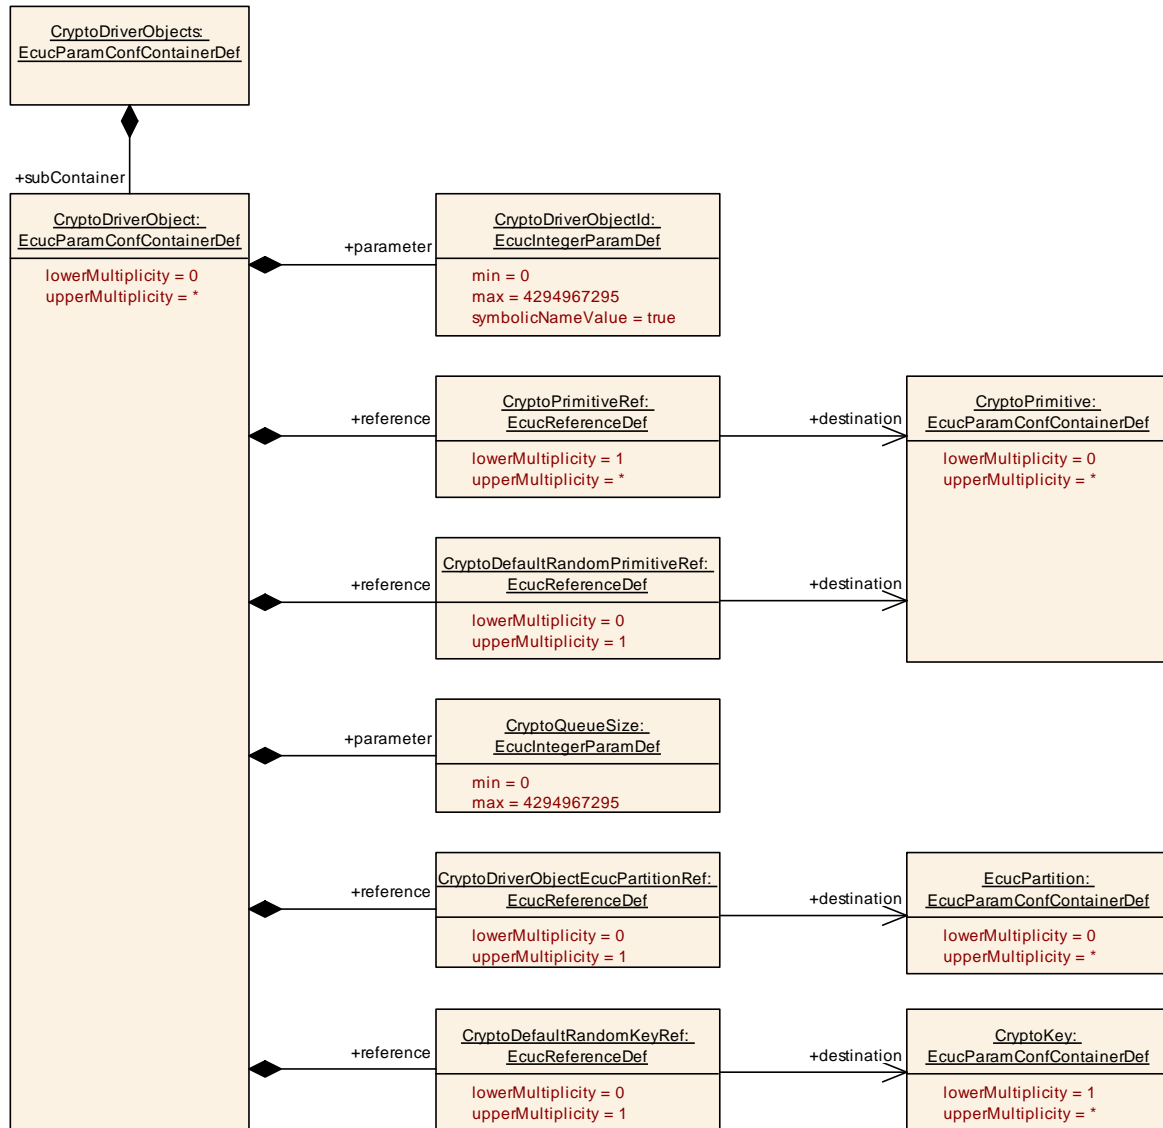 CryptoDriverObjects:
EcucParamConfContainerDef
+subContainer
CryptoDriverObject:
EcucParamConfContainerDef
lowerMultiplicity = 0
upperMultiplicity = *
+parameter
CryptoDriverObjectId:
EcucIntegerParamDef
min = 0
max = 4294967295
symbolicNameValue = true
+reference
CryptoPrimitiveRef:
EcucReferenceDef
lowerMultiplicity = 1
upperMultiplicity = *
+destination
CryptoPrimitive:
EcucParamConfContainerDef
lowerMultiplicity = 0
upperMultiplicity = *
+reference
CryptoDefaultRandomPrimitiveRef:
EcucReferenceDef
lowerMultiplicity = 0
upperMultiplicity = 1
+destination
+parameter
CryptoQueueSize:
EcucIntegerParamDef
min = 0
max = 4294967295
+reference
CryptoDriverObjectEcucPartitionRef:
EcucReferenceDef
lowerMultiplicity = 0
upperMultiplicity = 1
+destination
EcucPartition:
EcucParamConfContainerDef
lowerMultiplicity = 0
upperMultiplicity = *
+reference
CryptoDefaultRandomKeyRef:
EcucReferenceDef
lowerMultiplicity = 0
upperMultiplicity = 1
+destination
CryptoKey:
EcucParamConfContainerDef
lowerMultiplicity = 1
upperMultiplicity = *